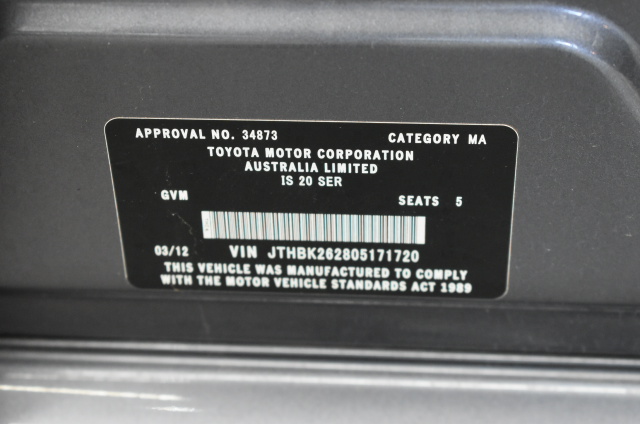 APPROVAL NO. 34873 CATEGORY MA
TOYOTA MOTOR CORPORATION
AUSTRALIA LIMITED
IS 20 SER
GVM SEATS 5
03/12 VIN JTHBK262805171720
THIS VEHICLE WAS MANUFACTURED TO COMPLY
WITH THE MOTOR VEHICLE STANDARDS ACT 1989